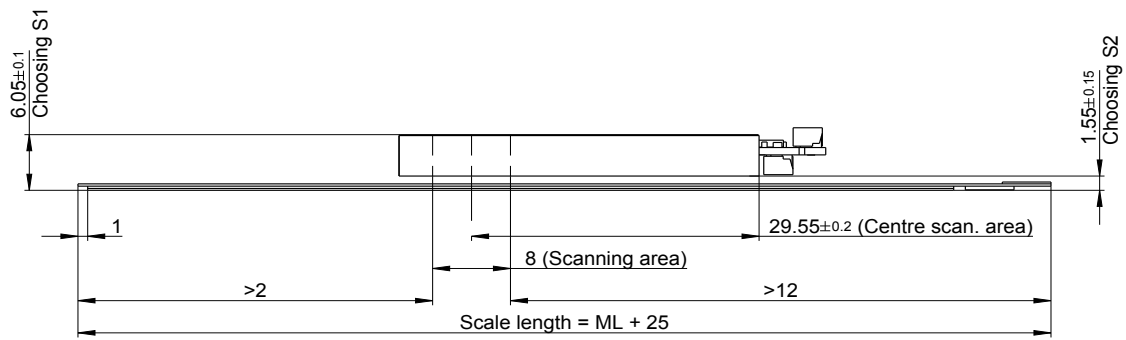 6.05±0.1
Choosing S1
1.55±0.15
Choosing S2
1
29.55±0.2 (Centre scan. area)
8 (Scanning area)
>2
>12
Scale length = ML + 25